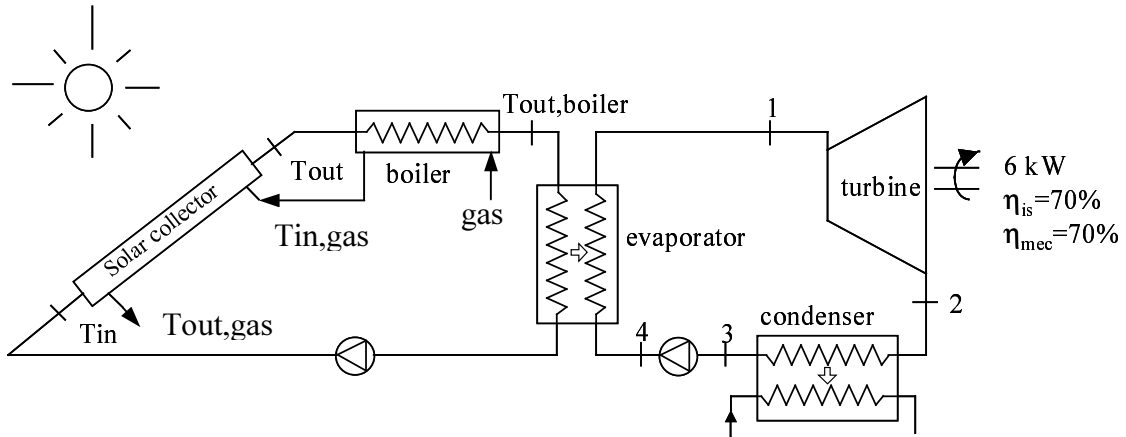 Tout,boiler
1
Tout
boiler
gas
Tin,gas
Solar collector
turbine
6 kW
ηis=70%
ηmec=70%
evaporator
2
Tin
Tout,gas
4
3
condenser